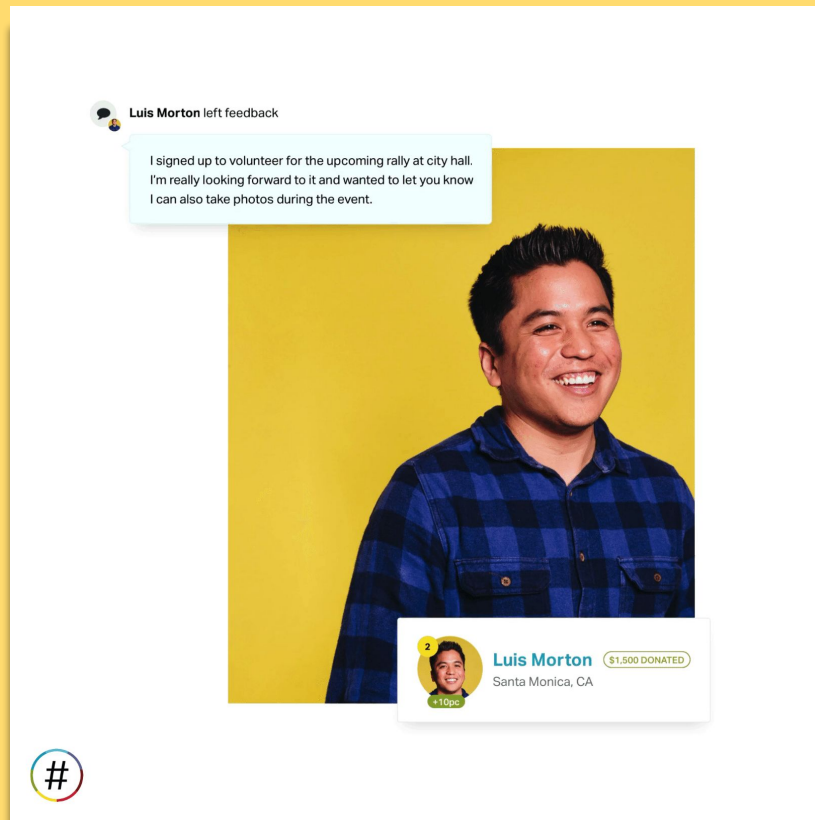 Luis Morton left feedback
I signed up to volunteer for the upcoming rally at city hall.
I'm really looking forward to it and wanted to let you know
I can also take photos during the event.
2
Luis Morton $1,500 DONATED
Santa Monica, CA
+10pc
#